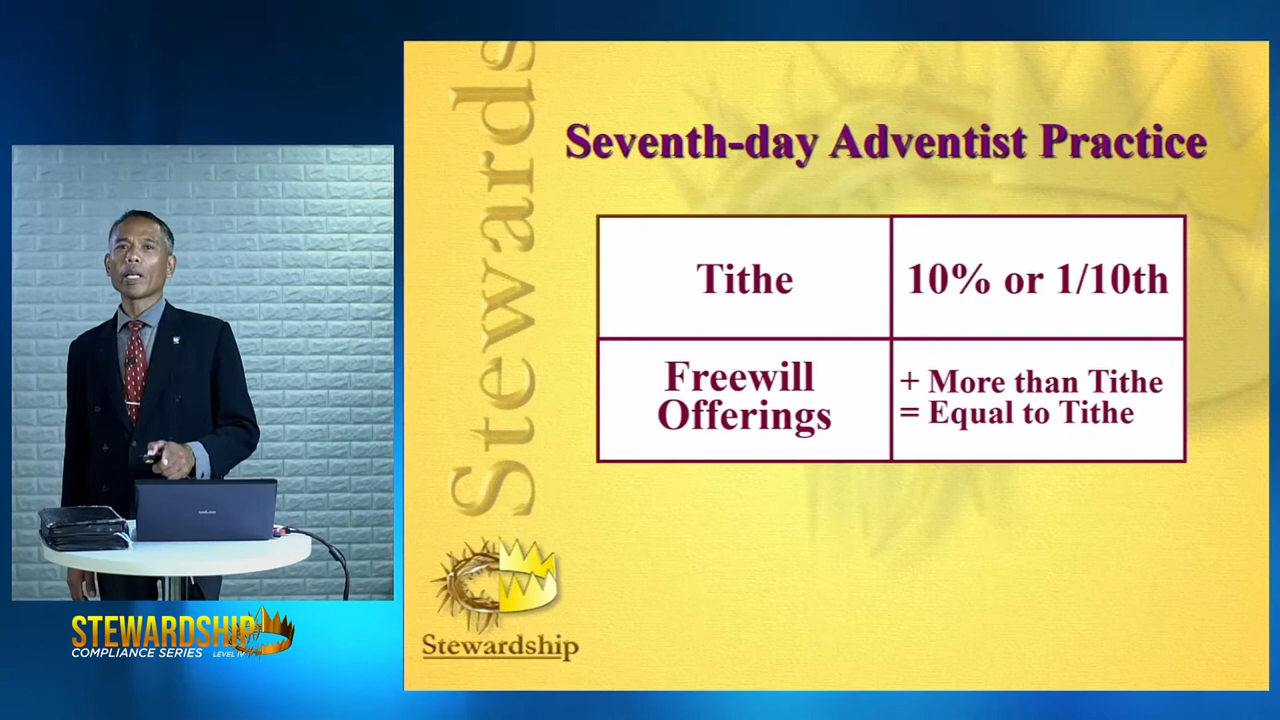 Stewards
Seventh-day Adventist Practice
Tithe
10% or 1/10th
Freewill
Offerings
+ More than Tithe
= Equal to Tithe
Stewardship
STEWARDSHIP
COMPLIANCE SERIES LEVEL IV